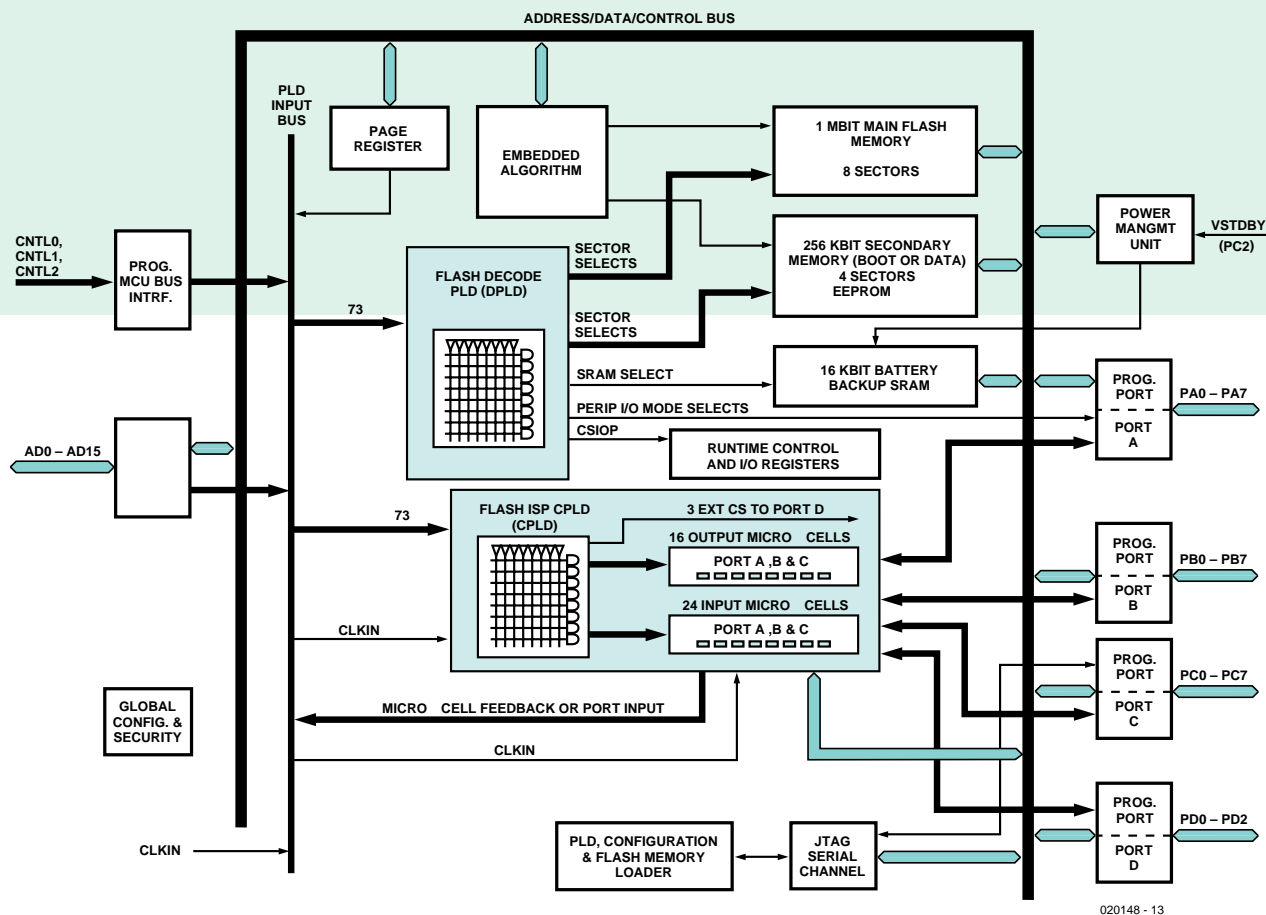 ADDRESS/DATA/CONTROL BUS
PLD
INPUT
BUS
PAGE
REGISTER
EMBEDDED
ALGORITHM
1 MBIT MAIN FLASH
MEMORY
8 SECTORS
POWER
MANGMT
UNIT
VSTDBY
(PC2)
CNTL0,
CNTL1,
CNTL2
PROG.
MCU BUS
INTRF.
FLASH DECODE
PLD (DPLD)
SECTOR
SELECTS
256 KBIT SECONDARY
MEMORY (BOOT OR DATA)
4 SECTORS
EEPROM
73
SECTOR
SELECTS
SRAM SELECT
16 KBIT BATTERY
BACKUP SRAM
PERIP I/O MODE SELECTS
CSIOP
RUNTIME CONTROL
AND I/O REGISTERS
PROG.
PORT
PORT
A
PA0 – PA7
AD0 – AD15
73
FLASH ISP CPLD
(CPLD)
3 EXT CS TO PORT D
16 OUTPUT MICRO CELLS
PORT A ,B & C
24 INPUT MICRO CELLS
PORT A ,B & C
CLKIN
PROG.
PORT
PORT
B
PB0 – PB7
PROG.
PORT
PORT
C
PC0 – PC7
GLOBAL
CONFIG. &
SECURITY
MICRO CELL FEEDBACK OR PORT INPUT
CLKIN
PROG.
PORT
PORT
D
PD0 – PD2
CLKIN
PLD, CONFIGURATION
& FLASH MEMORY
LOADER
JTAG
SERIAL
CHANNEL
020148 - 13